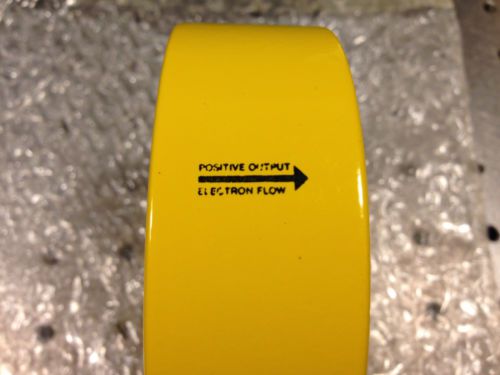 POSITIVE OUTPUT
ELECTRON FLOW